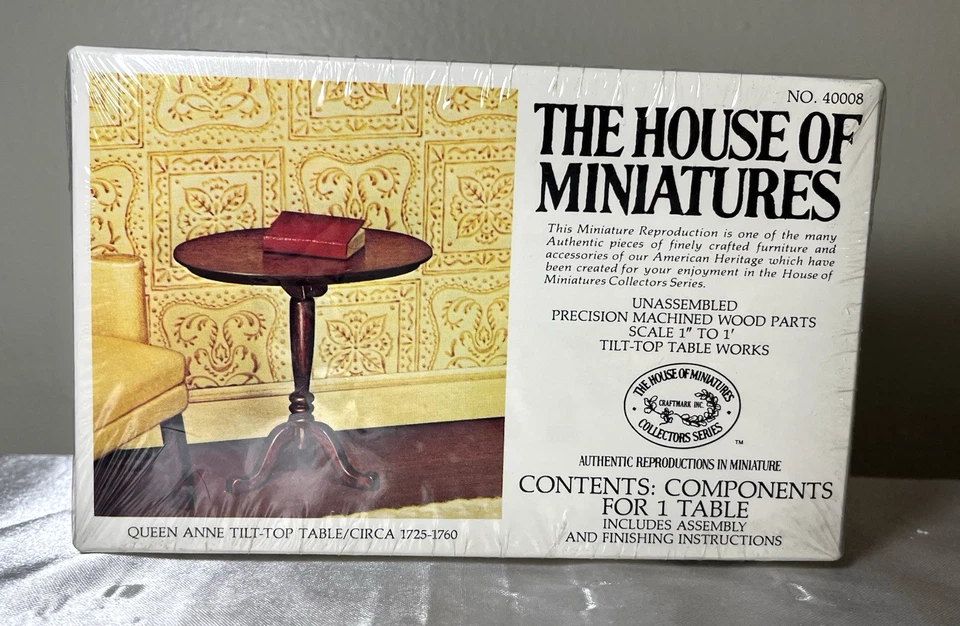 NO. 40008
THE HOUSE OF
MINIATURES
This Miniature Reproduction is one of the many
Authentic pieces of finely crafted furniture and
accessories of our American Heritage which have
been created for your enjoyment in the House of
Miniatures Collectors Series.
UNASSEMBLED
PRECISION MACHINED WOOD PARTS
SCALE 1" TO 1'
TILT-TOP TABLE WORKS
THE HOUSE OF MINIATURES
CRAFTMARK INC.
COLLECTORS SERIES
TM
AUTHENTIC REPRODUCTIONS IN MINIATURE
CONTENTS: COMPONENTS
FOR 1 TABLE
INCLUDES ASSEMBLY
AND FINISHING INSTRUCTIONS
QUEEN ANNE TILT-TOP TABLE/CIRCA 1725-1760